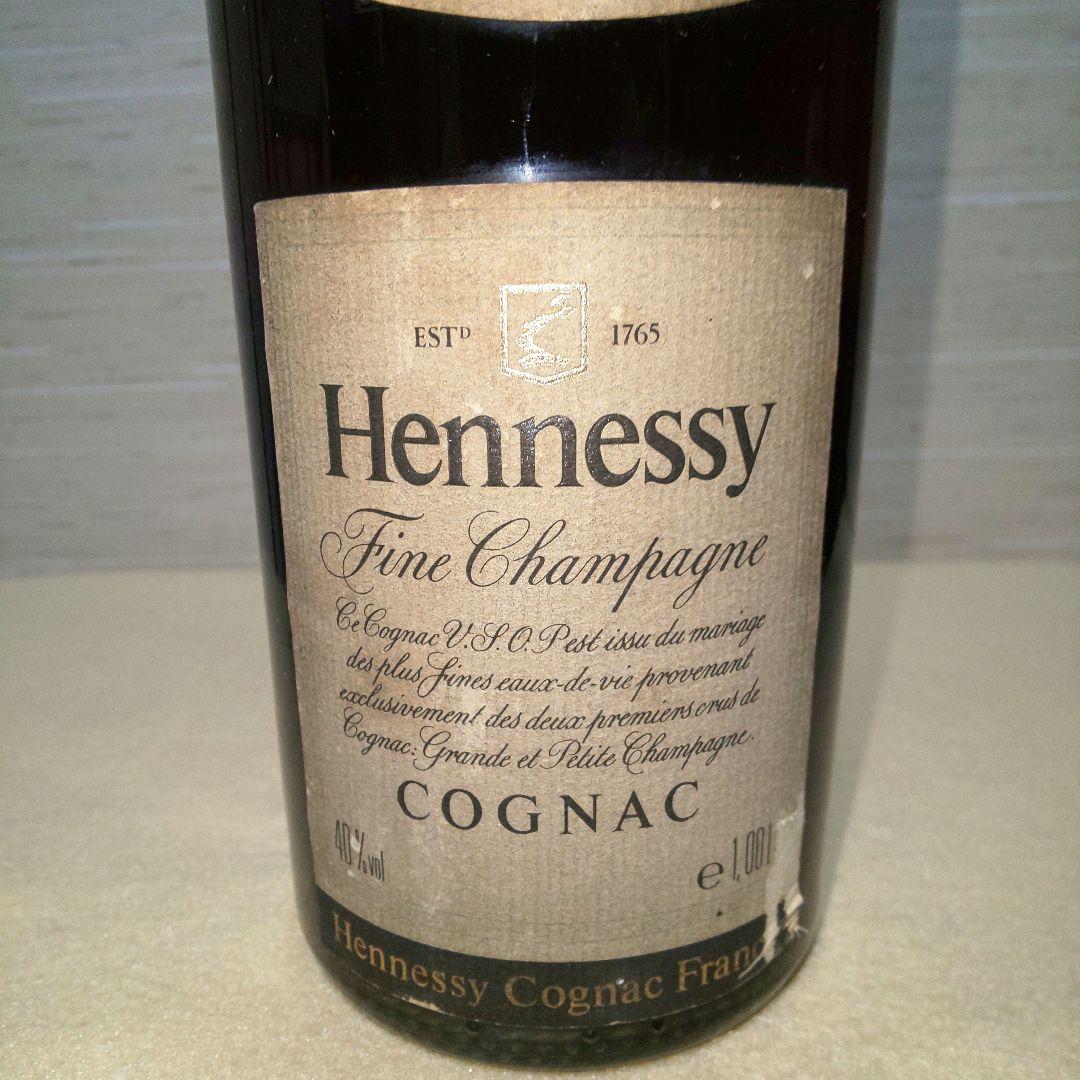 ESTD 1765
Hennessy
Fine Champagne
Ce Cognac V.S.O.P est issu du mariage
des plus fines eaux-de-vie provenant
exclusivement des deux premiers crus de
Cognac: Grande et Petite Champagne.
COGNAC
40%vol e 1,00 l
Hennessy Cognac Franc